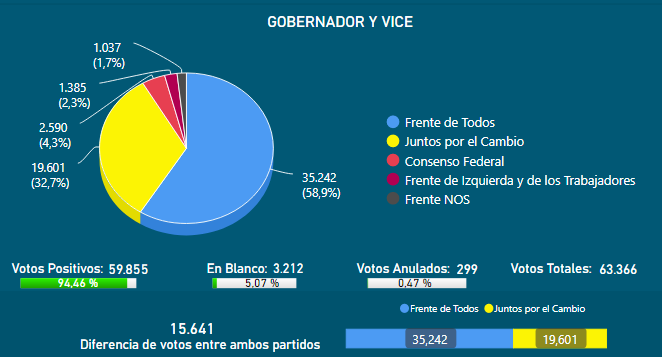 GOBERNADOR Y VICE
1.037
(1,7%)
1.385
(2,3%)
2.590
(4,3%)
19.601
(32,7%)
35.242
(58,9%)
Frente de Todos
Juntos por el Cambio
Consenso Federal
Frente de Izquierda y de los Trabajadores
Frente NOS
Votos Positivos: 59.855
94,46 %
En Blanco: 3.212
5,07 %
Votos Anulados: 299
0.47 %
Votos Totales: 63.366
Frente de Todos Juntos por el Cambio
15.641
Diferencia de votos entre ambos partidos
35,242 19,601